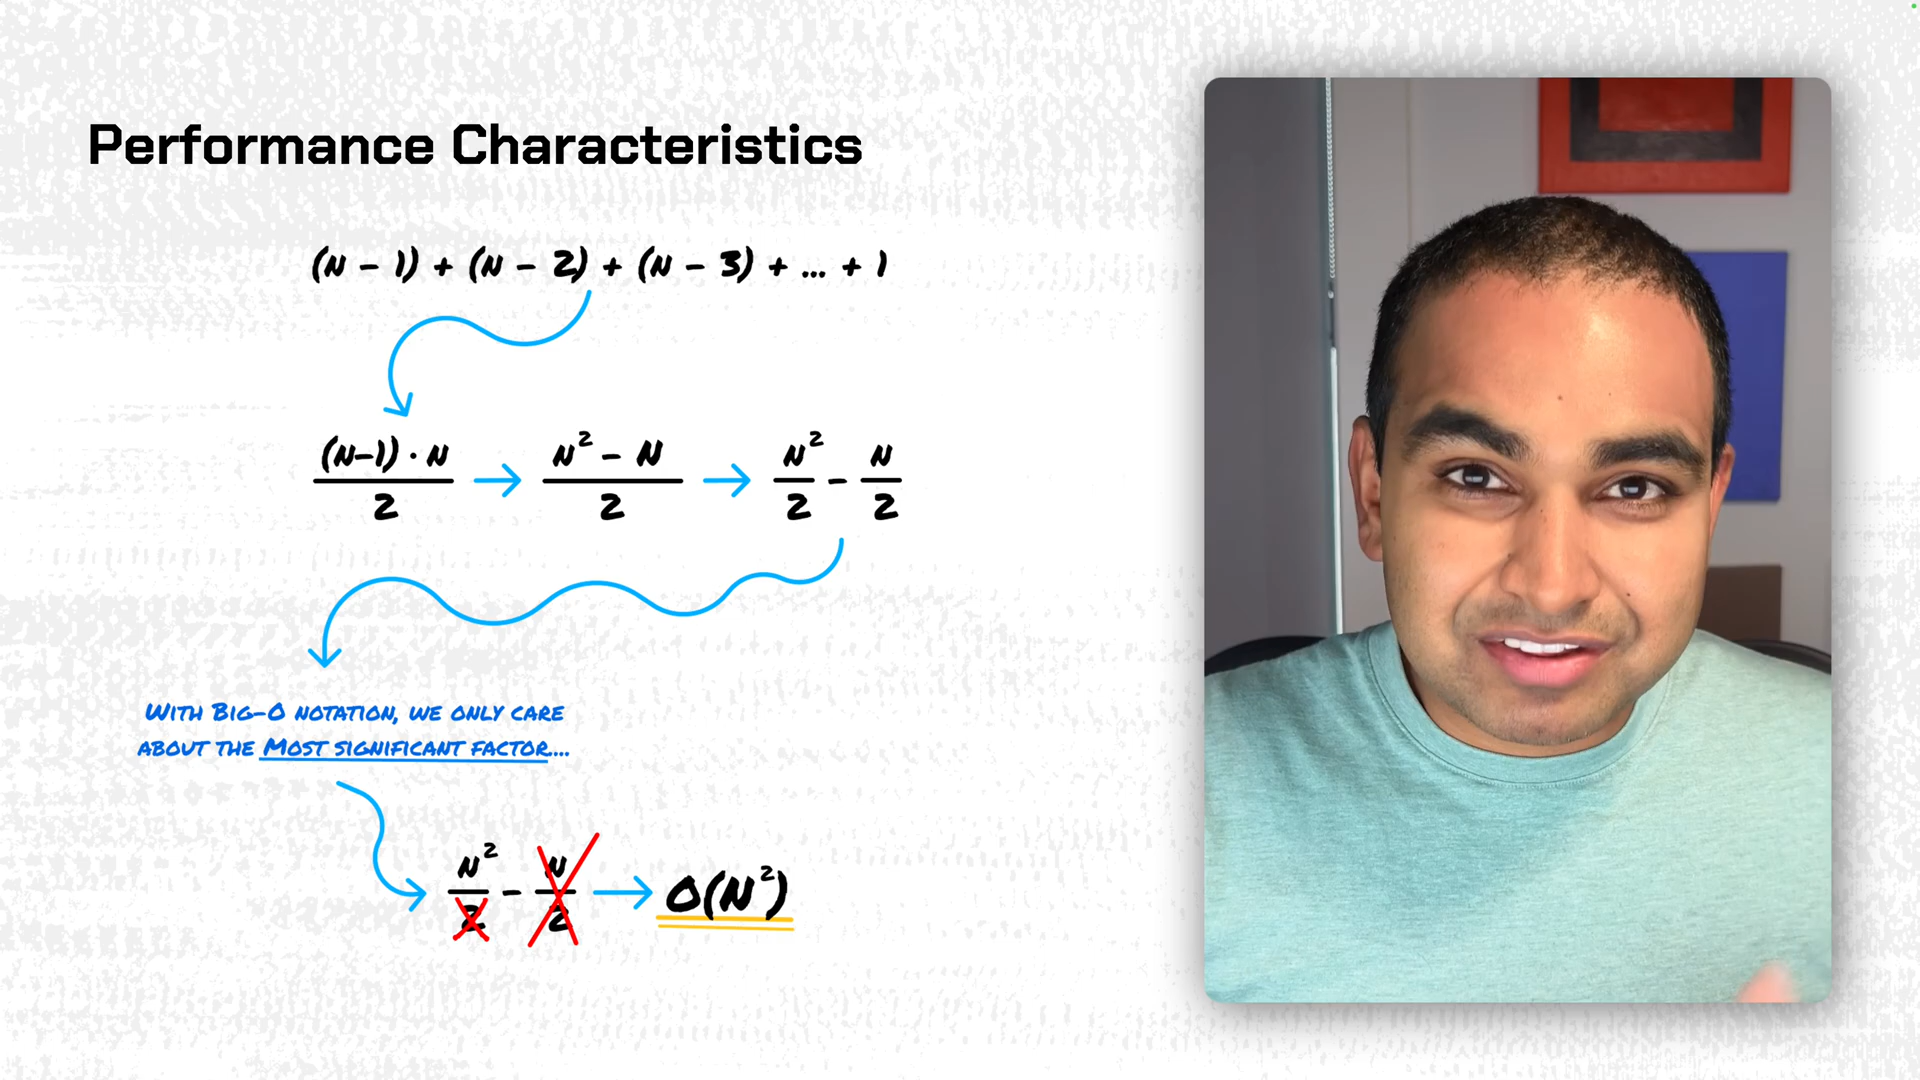 Performance Characteristics
(N - 1) + (N - 2) + (N - 3) + ... + 1
(N-1) · N
2
N² - N
2
N²
2
-
N
2
WITH BIG-O NOTATION, WE ONLY CARE
ABOUT THE MOST SIGNIFICANT FACTOR...
N²
2
-
N
2
O(N²)